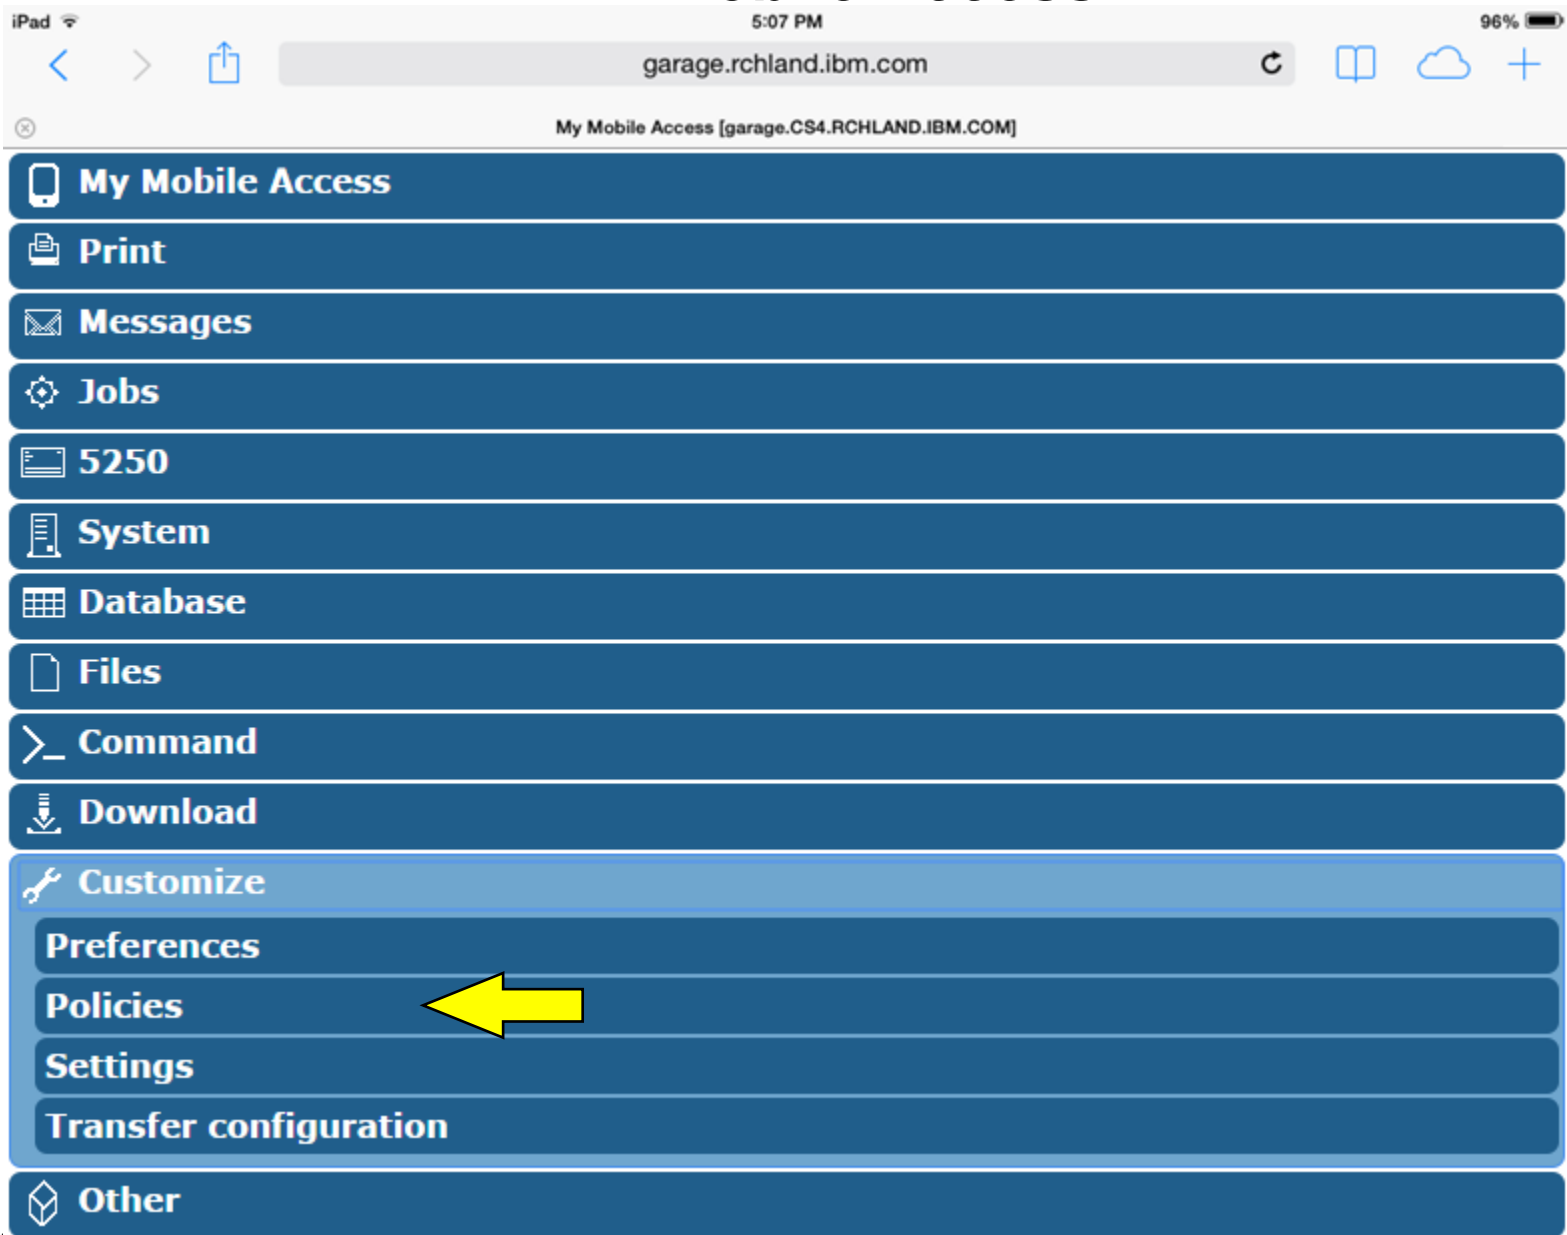 iPad 5:07 PM 96%
garage.rchland.ibm.com
My Mobile Access [garage.CS4.RCHLAND.IBM.COM]
My Mobile Access
Print
Messages
Jobs
5250
System
Database
Files
Command
Download
Customize
Preferences
Policies
Settings
Transfer configuration
Other